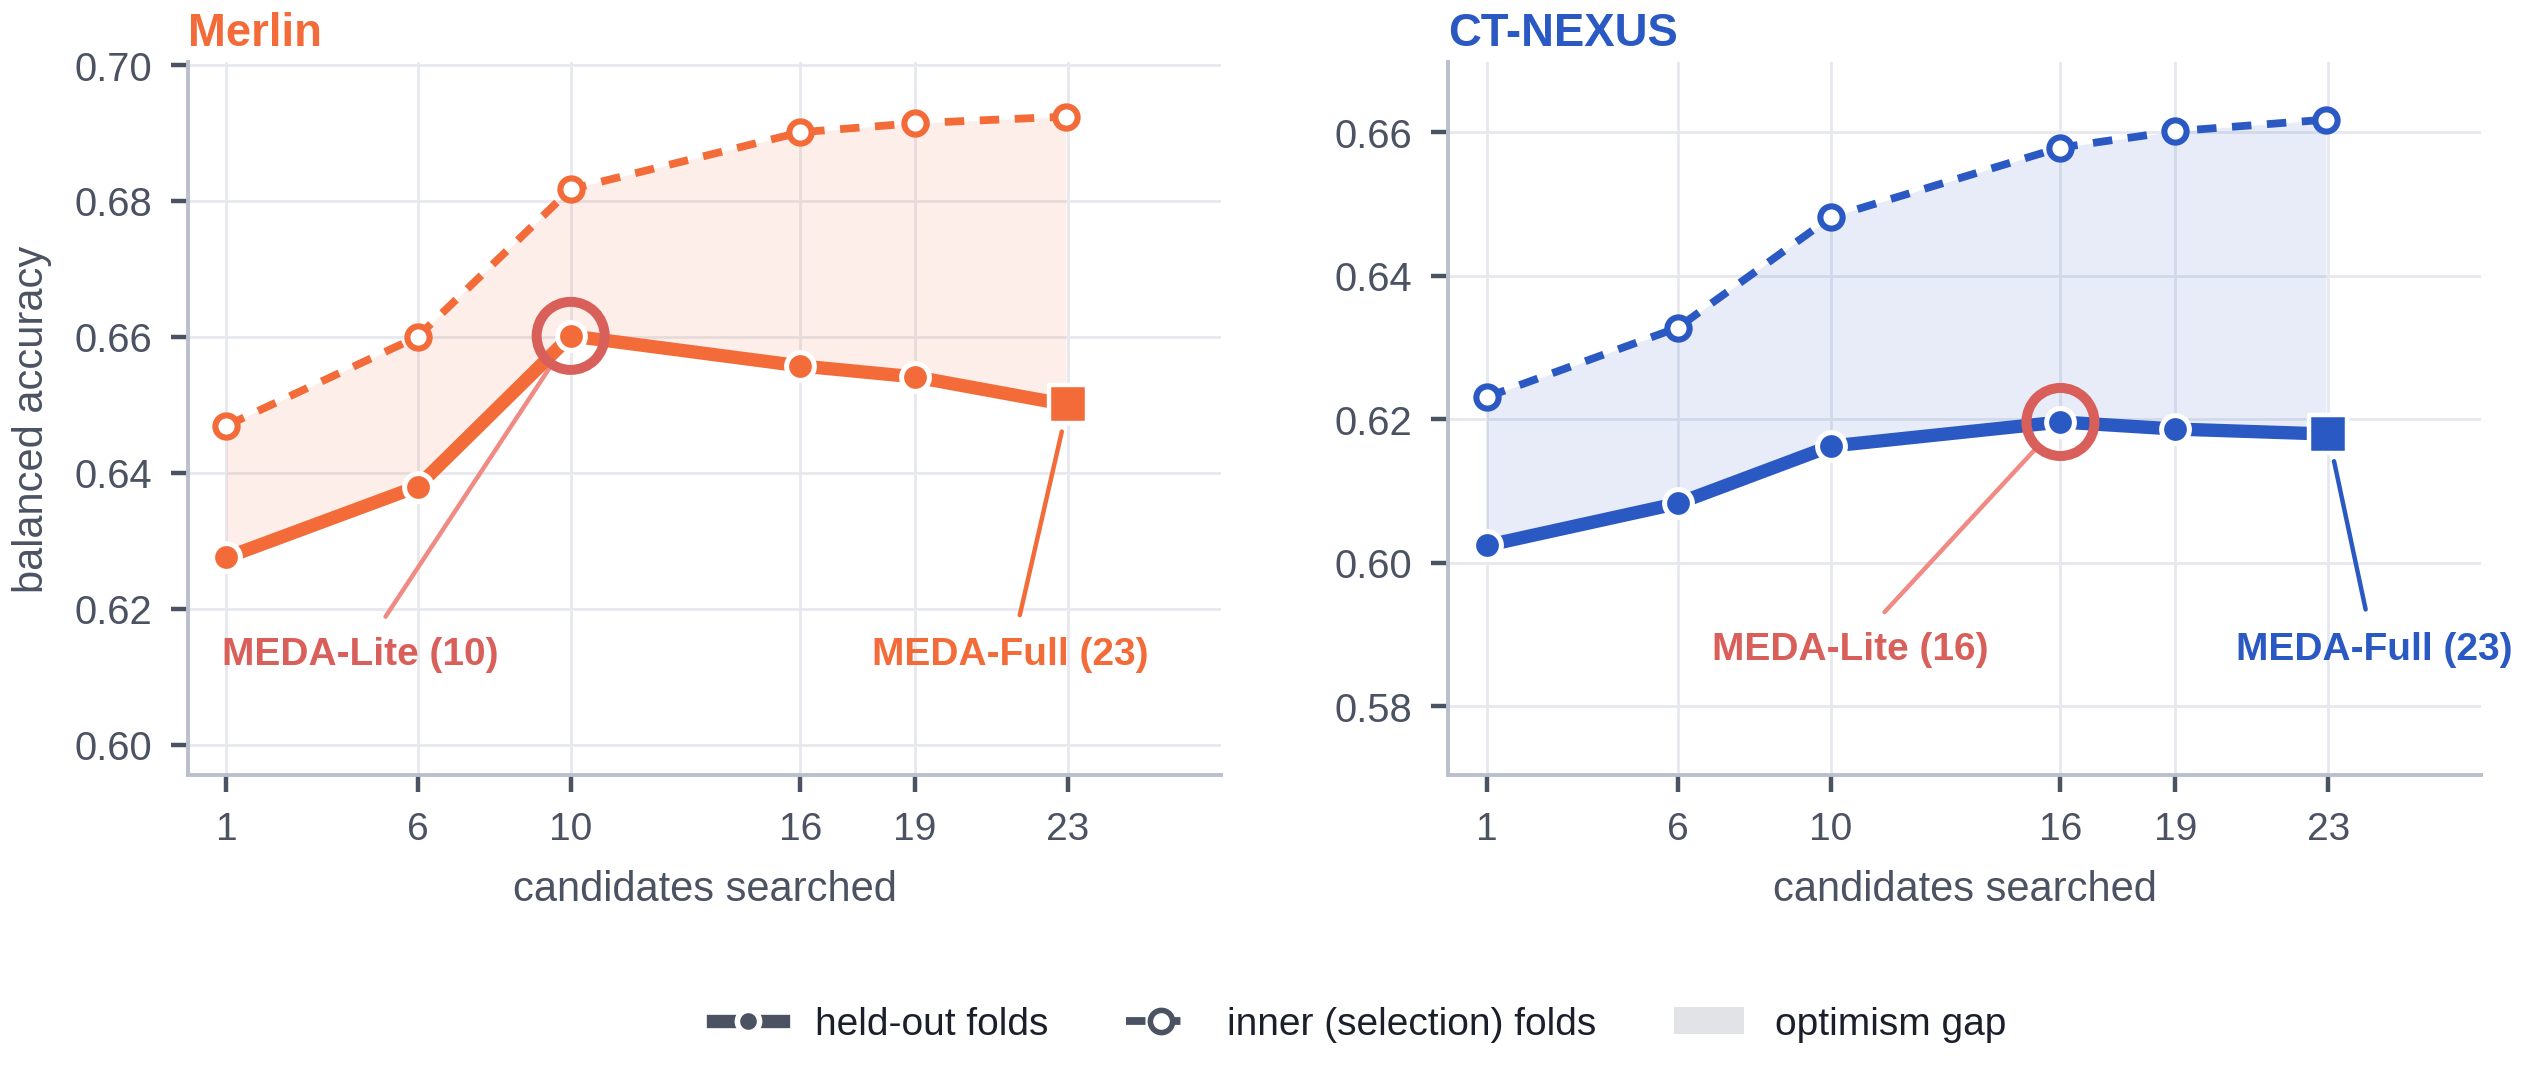 Merlin
0.70
0.68
0.66
0.64
0.62
0.60
balanced accuracy
MEDA-Lite (10)
MEDA-Full (23)
1 6 10 16 19 23
candidates searched
CT-NEXUS
0.66
0.64
0.62
0.60
0.58
MEDA-Lite (16)
MEDA-Full (23)
1 6 10 16 19 23
candidates searched
held-out folds
inner (selection) folds
optimism gap